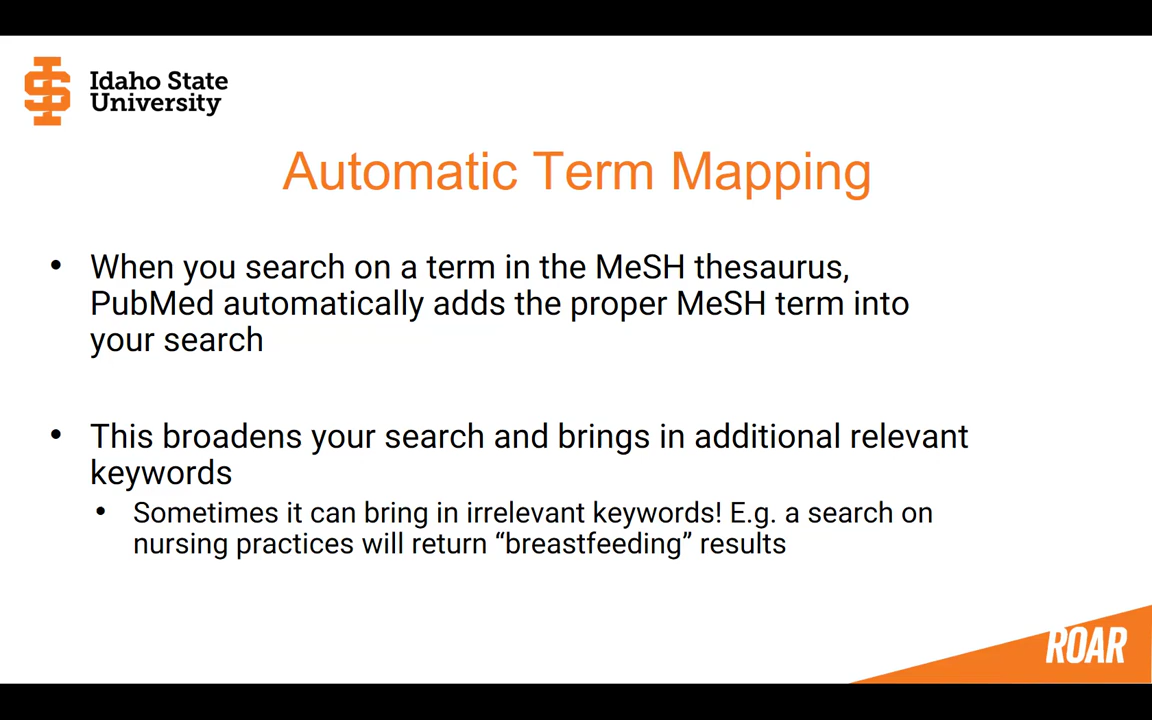 Idaho State
University
Automatic Term Mapping
• When you search on a term in the MeSH thesaurus,
PubMed automatically adds the proper MeSH term into
your search
• This broadens your search and brings in additional relevant
keywords
• Sometimes it can bring in irrelevant keywords! E.g. a search on
nursing practices will return “breastfeeding” results
ROAR